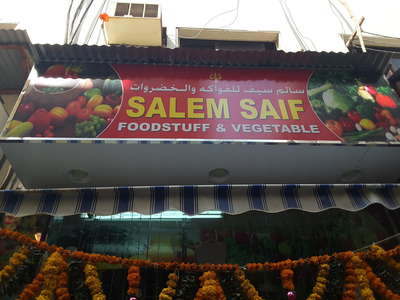 سالم سيف للفواكه والخضروات
SALEM SAIF
FOODSTUFF & VEGETABLE